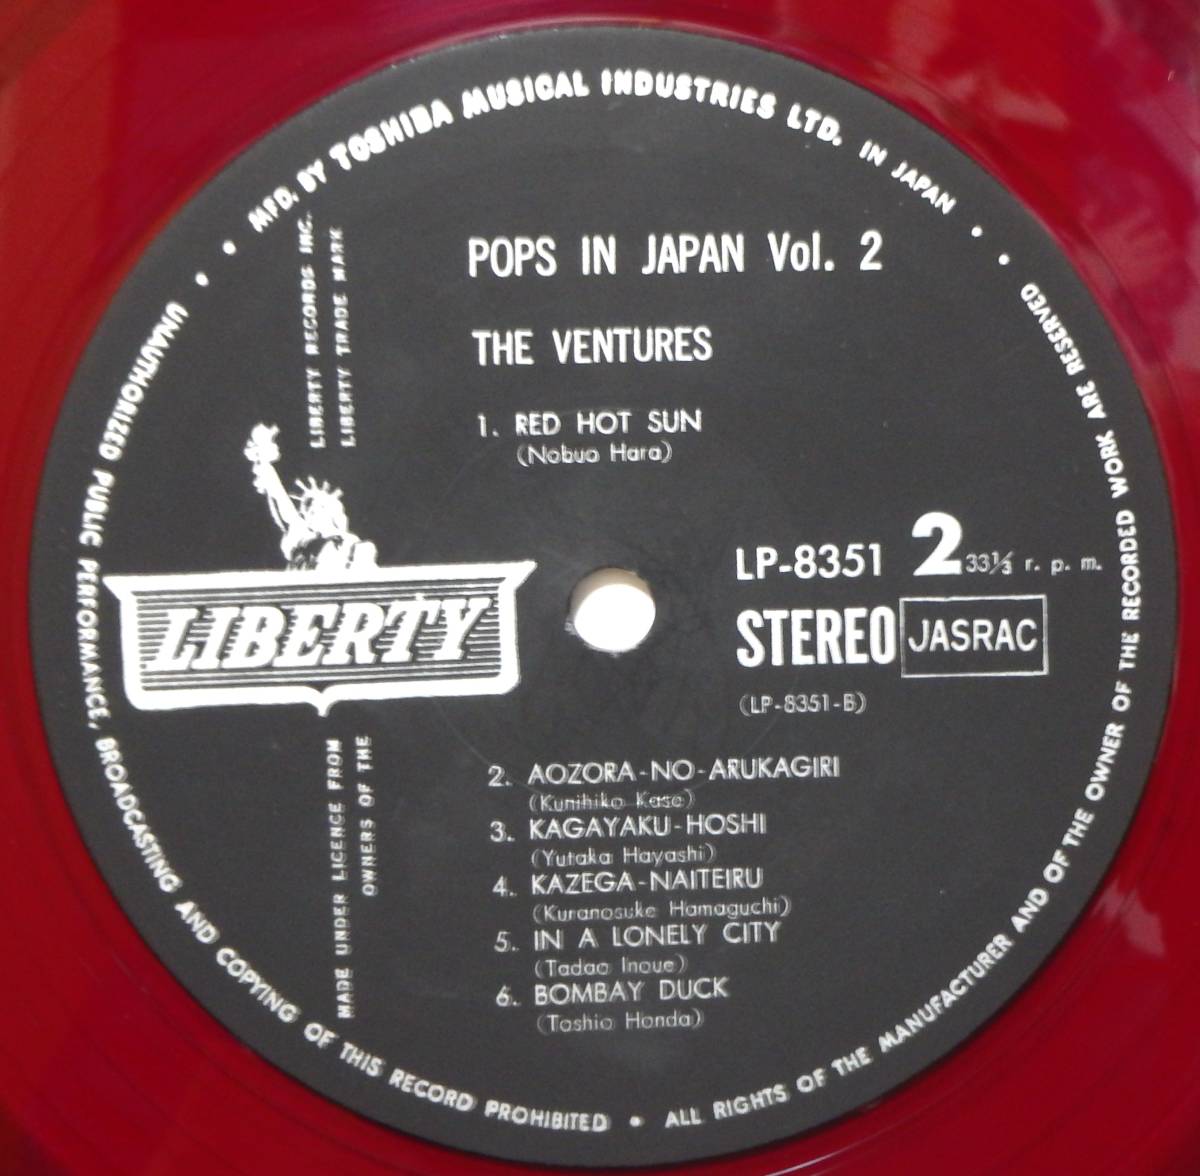 MFD. BY TOSHIBA MUSICAL INDUSTRIES LTD. IN JAPAN
LIBERTY RECORDS INC.
LIBERTY TRADE MARK
POPS IN JAPAN Vol. 2
THE VENTURES
1. RED HOT SUN
(Nobuo Hara)
LIBERTY
LP-8351 2 33⅓ r. p. m.
STEREO JASRAC
(LP-8351-B)
MADE UNDER LICENCE FROM
OWNERS OF THE
2. AOZORA-NO-ARUKAGIRI
(Kunihiko Kase)
3. KAGAYAKU-HOSHI
(Yutaka Hayashi)
4. KAZEGA-NAITEIRU
(Kuranosuke Hamaguchi)
5. IN A LONELY CITY
(Tadao Inoue)
6. BOMBAY DUCK
(Toshio Honda)
UNAUTHORIZED PUBLIC PERFORMANCE, BROADCASTING AND COPYING OF THIS RECORD PROHIBITED • ALL RIGHTS OF THE MANUFACTURER AND OF THE OWNER OF THE RECORDED WORK ARE RESERVED